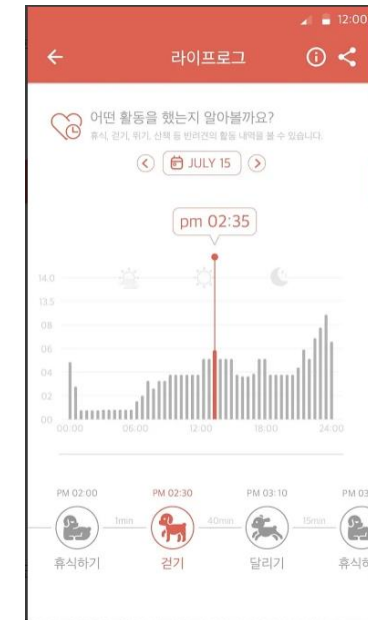 12:00
라이프로그
어떤 활동을 했는지 알아볼까요?
휴식, 걷기, 뛰기, 산책 등 반려견의 활동 내역을 볼 수 있습니다.
JULY 15
pm 02:35
14.0
13.5
08
06
04
02
00
00:00 06:00 12:00 18:00 24:00
PM 02:00 PM 02:30 PM 03:10 PM 03
1min 40min 15min
휴식하기 걷기 달리기 휴식하